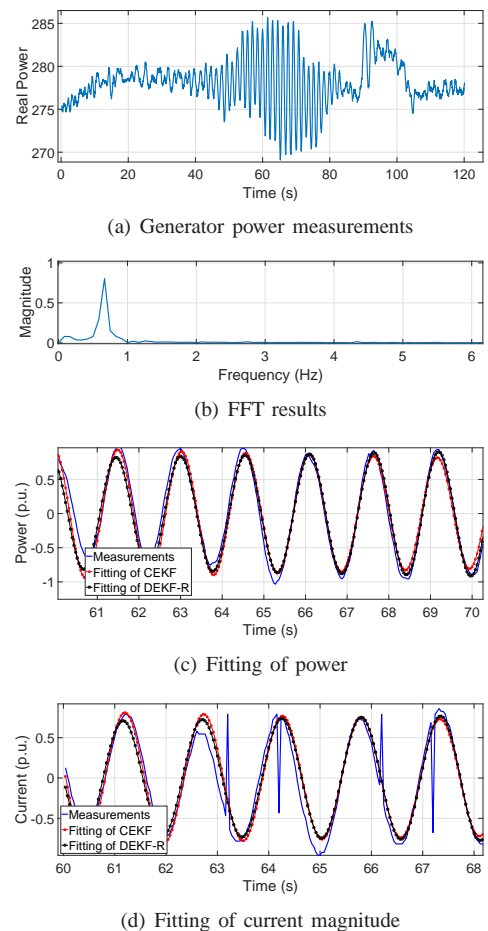 285
280
275
270
Real Power
0 20 40 60 80 100 120
Time (s)
(a) Generator power measurements
1
0.5
0
Magnitude
0 1 2 3 4 5 6
Frequency (Hz)
(b) FFT results
0.5
0
-0.5
-1
Power (p.u.)
Measurements
Fitting of CEKF
Fitting of DEKF-R
61 62 63 64 65 66 67 68 69 70
Time (s)
(c) Fitting of power
0.5
0
-0.5
Current (p.u.)
Measurements
Fitting of CEKF
Fitting of DEKF-R
60 61 62 63 64 65 66 67 68
Time (s)
(d) Fitting of current magnitude